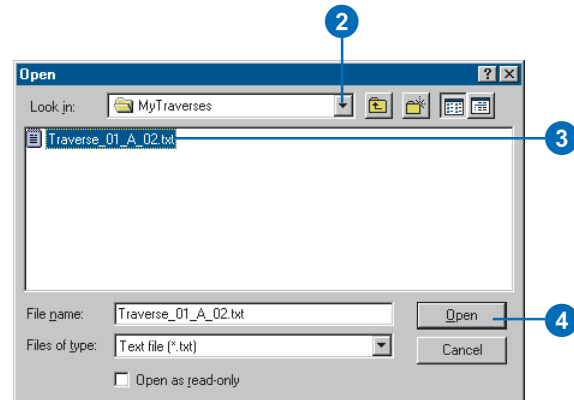 2
Open
Look in: MyTraverses
Traverse_01_A_02.txt
3
File name: Traverse_01_A_02.txt Open
4
Files of type: Text file (*.txt) Cancel
Open as read-only